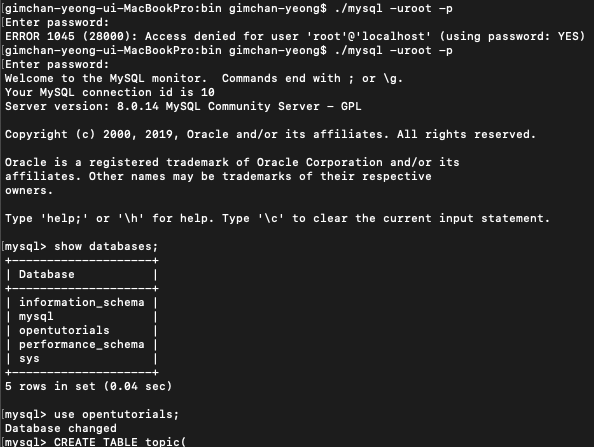 [gimchan-yeong-ui-MacBookPro:bin gimchan-yeong$ ./mysql -uroot -p
Enter password:
ERROR 1045 (28000): Access denied for user 'root'@'localhost' (using password: YES)
[gimchan-yeong-ui-MacBookPro:bin gimchan-yeong$ ./mysql -uroot -p
[Enter password:
Welcome to the MySQL monitor.  Commands end with ; or \g.
Your MySQL connection id is 10
Server version: 8.0.14 MySQL Community Server - GPL
Copyright (c) 2000, 2019, Oracle and/or its affiliates. All rights reserved.
Oracle is a registered trademark of Oracle Corporation and/or its
affiliates. Other names may be trademarks of their respective
owners.
Type 'help;' or '\h' for help. Type '\c' to clear the current input statement.
[mysql> show databases;
+--------------------+
| Database           |
+--------------------+
| information_schema |
| mysql              |
| opentutorials      |
| performance_schema |
| sys                |
+--------------------+
5 rows in set (0.04 sec)
[mysql> use opentutorials;
Database changed
[mysql> CREATE TABLE topic(